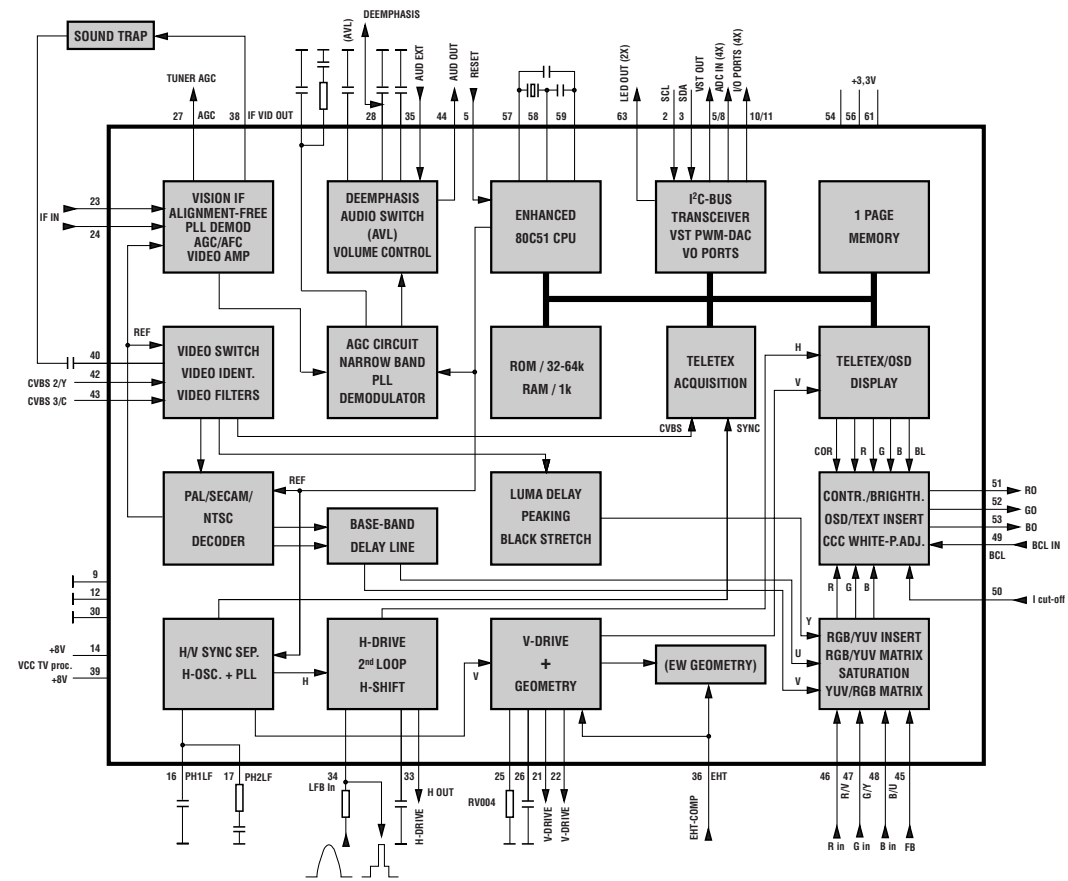 SOUND TRAP
TUNER AGC
27
AGC
38
IF VID OUT
(AVL)
DEEMPHASIS
28
AUD EXT
35
AUD OUT
44
RESET
5
57
58
59
LED OUT (2X)
63
SCL
2
SDA
3
VST OUT
ADC IN (4X)
5/8
I/O PORTS (4X)
10/11
+3,3V
54
56
61
IF IN
23
24
VISION IF
ALIGNMENT-FREE
PLL DEMOD
AGC/AFC
VIDEO AMP
DEEMPHASIS
AUDIO SWITCH
(AVL)
VOLUME CONTROL
ENHANCED
80C51 CPU
I²C-BUS
TRANSCEIVER
VST PWM-DAC
VO PORTS
1 PAGE
MEMORY
REF
40
CVBS 2/Y
42
CVBS 3/C
43
VIDEO SWITCH
VIDEO IDENT.
VIDEO FILTERS
AGC CIRCUIT
NARROW BAND
PLL
DEMODULATOR
ROM / 32-64k
RAM / 1k
TELETEX
ACQUISITION
CVBS
SYNC
H
V
TELETEX/OSD
DISPLAY
COR
R
G
B
BL
PAL/SECAM/
NTSC
DECODER
REF
BASE-BAND
DELAY LINE
LUMA DELAY
PEAKING
BLACK STRETCH
CONTR./BRIGHTH.
OSD/TEXT INSERT
CCC WHITE-P.ADJ.
51
RO
52
GO
53
BO
49
BCL
BCL IN
50
I cut-off
R
G
B
9
12
30
+8V
14
VCC TV proc.
39
+8V
H/V SYNC SEP.
H-OSC. + PLL
H
H-DRIVE
2nd LOOP
H-SHIFT
V
V-DRIVE
+
GEOMETRY
(EW GEOMETRY)
Y
U
V
RGB/YUV INSERT
RGB/YUV MATRIX
SATURATION
YUV/RGB MATRIX
16
PH1LF
17
PH2LF
34
LFB In
33
H OUT
H-DRIVE
25
RV004
26
21
V-DRIVE
22
V-DRIVE
36
EHT
EHT-COMP
46
R/V
47
G/Y
48
B/U
45
R in
G in
B in
FB